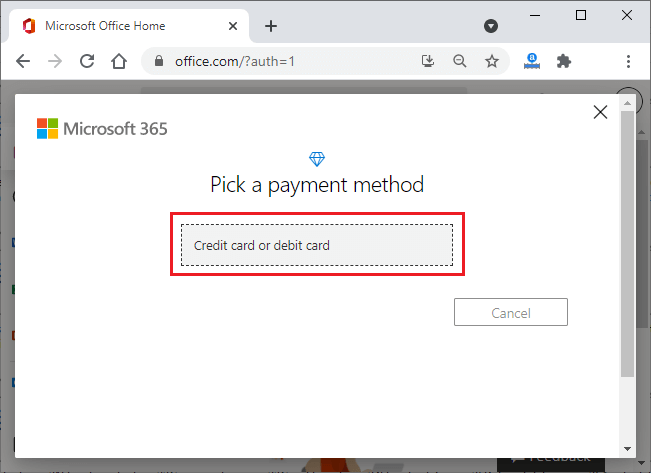 Microsoft Office Home
office.com/?auth=1
Microsoft 365
Pick a payment method
Credit card or debit card
Cancel
Feedback